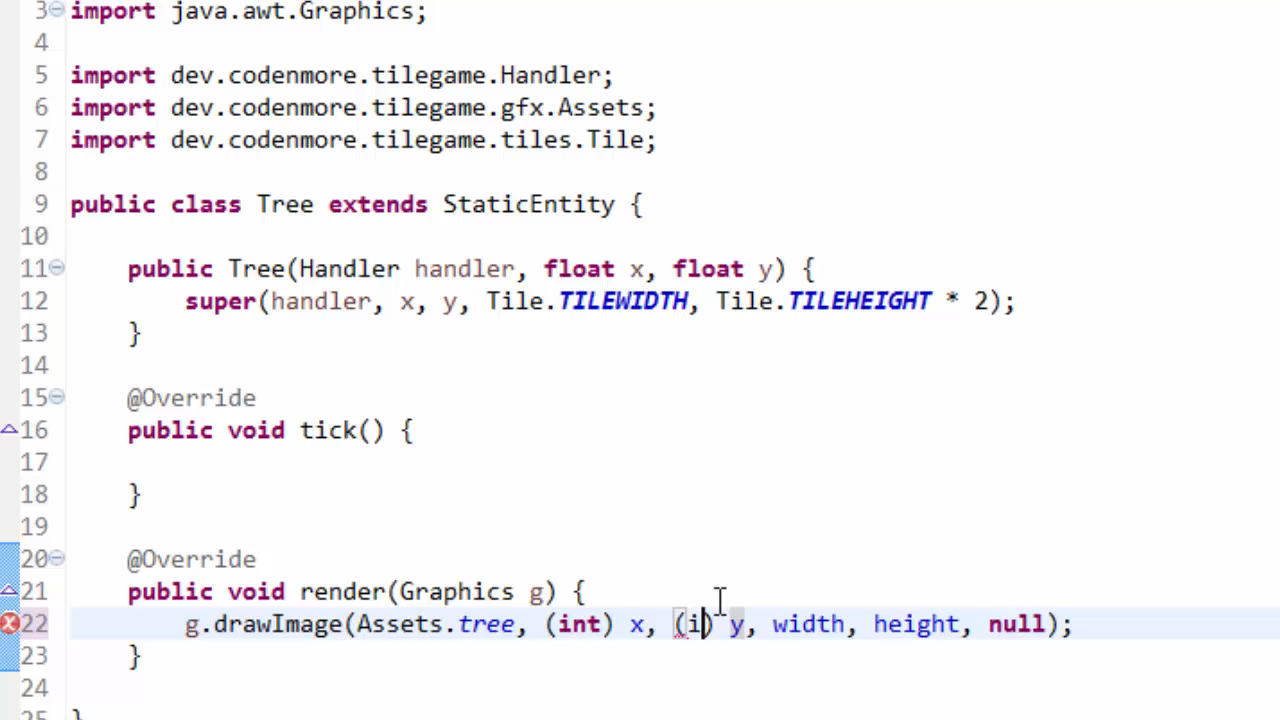 3 import java.awt.Graphics;
4
5 import dev.codenmore.tilegame.Handler;
6 import dev.codenmore.tilegame.gfx.Assets;
7 import dev.codenmore.tilegame.tiles.Tile;
8
9 public class Tree extends StaticEntity {
10
11 public Tree(Handler handler, float x, float y) {
12 super(handler, x, y, Tile.TILEWIDTH, Tile.TILEHEIGHT * 2);
13 }
14
15 @Override
16 public void tick() {
17
18 }
19
20 @Override
21 public void render(Graphics g) {
22 g.drawImage(Assets.tree, (int) x, (i) y, width, height, null);
23 }
24
25 }